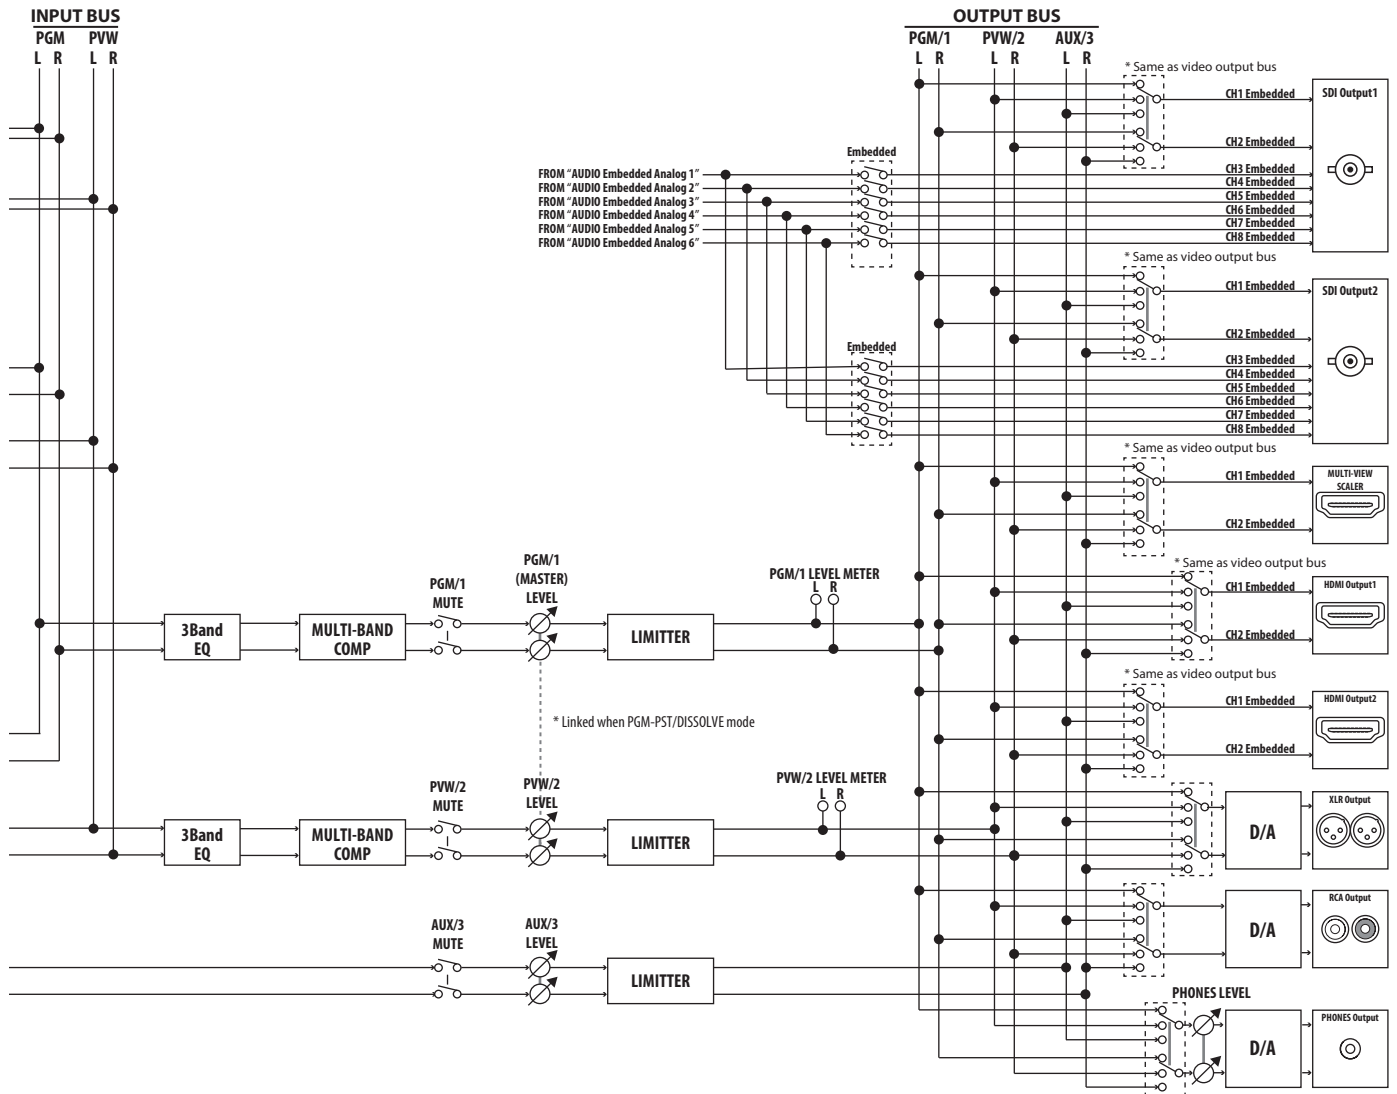 INPUT BUS
PGM PVW
L R L R
OUTPUT BUS
PGM/1 PVW/2 AUX/3
L R L R L R
* Same as video output bus
CH1 Embedded
SDI Output1
CH2 Embedded
Embedded
FROM “AUDIO Embedded Analog 1”
FROM “AUDIO Embedded Analog 2”
FROM “AUDIO Embedded Analog 3”
FROM “AUDIO Embedded Analog 4”
FROM “AUDIO Embedded Analog 5”
FROM “AUDIO Embedded Analog 6”
CH3 Embedded
CH4 Embedded
CH5 Embedded
CH6 Embedded
CH7 Embedded
CH8 Embedded
* Same as video output bus
CH1 Embedded
SDI Output2
CH2 Embedded
Embedded
CH3 Embedded
CH4 Embedded
CH5 Embedded
CH6 Embedded
CH7 Embedded
CH8 Embedded
* Same as video output bus
CH1 Embedded
MULTI-VIEW
SCALER
CH2 Embedded
* Same as video output bus
CH1 Embedded
HDMI Output1
CH2 Embedded
PGM/1
MUTE
PGM/1
(MASTER)
LEVEL
PGM/1 LEVEL METER
L R
3Band
EQ
MULTI-BAND
COMP
LIMITTER
* Same as video output bus
CH1 Embedded
HDMI Output2
CH2 Embedded
* Linked when PGM-PST/DISSOLVE mode
PVW/2
MUTE
PVW/2
LEVEL
PVW/2 LEVEL METER
L R
3Band
EQ
MULTI-BAND
COMP
LIMITTER
D/A
XLR Output
D/A
RCA Output
AUX/3
MUTE
AUX/3
LEVEL
LIMITTER
PHONES LEVEL
D/A
PHONES Output